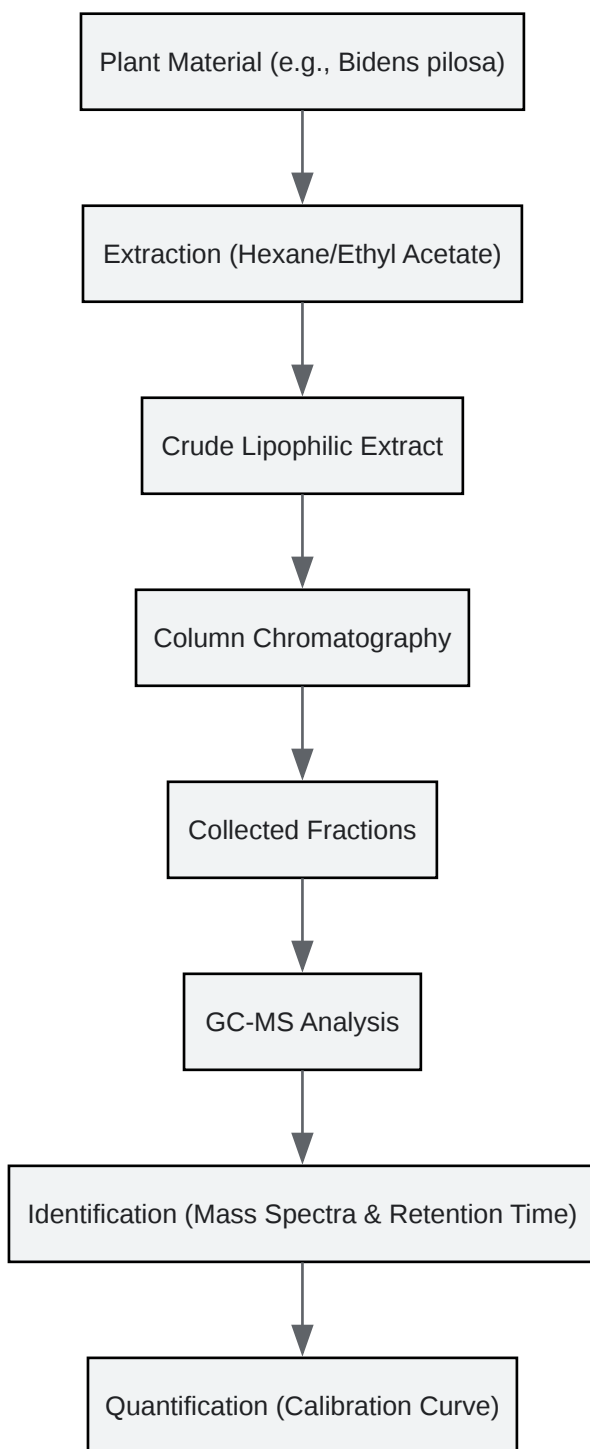 Plant Material (e.g., Bidens pilosa)
Extraction (Hexane/Ethyl Acetate)
Crude Lipophilic Extract
Column Chromatography
Collected Fractions
GC-MS Analysis
Identification (Mass Spectra & Retention Time)
Quantification (Calibration Curve)